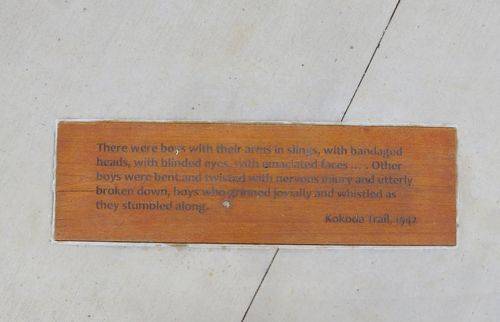 There were boys with their arms in slings, with bandaged
heads, with blinded eyes, with emaciated faces ... . Other
boys were bent and twisted with nervous injury and utterly
broken down, boys who grinned jovially and whistled as
they stumbled along.
Kokoda Trail, 1942